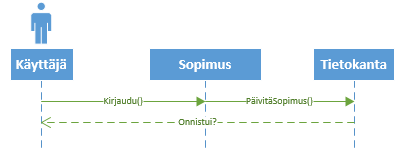 Käyttäjä
Sopimus
Tietokanta
Kirjaudu()
PäivitäSopimus()
Onnistui?